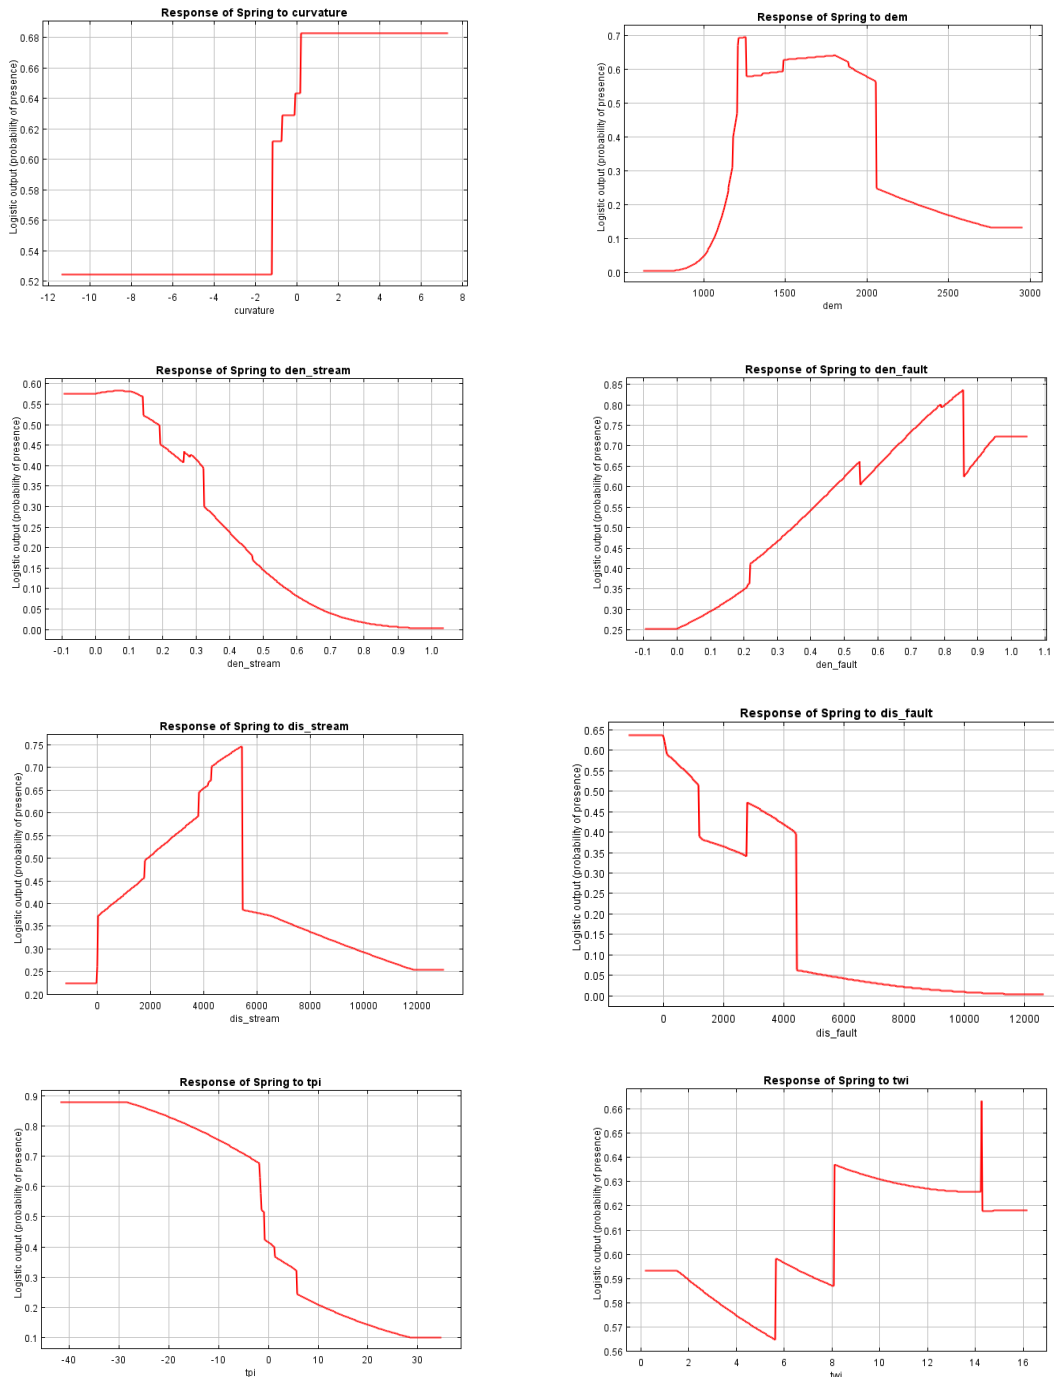 Response of Spring to curvature
Logistic output (probability of presence)
0.68
0.66
0.64
0.62
0.60
0.58
0.56
0.54
0.52
-12 -10 -8 -6 -4 -2 0 2 4 6 8
curvature
Response of Spring to dem
Logistic output (probability of presence)
0.7
0.6
0.5
0.4
0.3
0.2
0.1
0.0
1000 1500 2000 2500 3000
dem
Response of Spring to den_stream
Logistic output (probability of presence)
0.60
0.55
0.50
0.45
0.40
0.35
0.30
0.25
0.20
0.15
0.10
0.05
0.00
-0.1 0.0 0.1 0.2 0.3 0.4 0.5 0.6 0.7 0.8 0.9 1.0
den_stream
Response of Spring to den_fault
Logistic output (probability of presence)
0.85
0.80
0.75
0.70
0.65
0.60
0.55
0.50
0.45
0.40
0.35
0.30
0.25
-0.1 0.0 0.1 0.2 0.3 0.4 0.5 0.6 0.7 0.8 0.9 1.0 1.1
den_fault
Response of Spring to dis_stream
Logistic output (probability of presence)
0.75
0.70
0.65
0.60
0.55
0.50
0.45
0.40
0.35
0.30
0.25
0.20
0 2000 4000 6000 8000 10000 12000
dis_stream
Response of Spring to dis_fault
Logistic output (probability of presence)
0.65
0.60
0.55
0.50
0.45
0.40
0.35
0.30
0.25
0.20
0.15
0.10
0.05
0.00
0 2000 4000 6000 8000 10000 12000
dis_fault
Response of Spring to tpi
Logistic output (probability of presence)
0.9
0.8
0.7
0.6
0.5
0.4
0.3
0.2
0.1
-40 -30 -20 -10 0 10 20 30
tpi
Response of Spring to twi
Logistic output (probability of presence)
0.66
0.65
0.64
0.63
0.62
0.61
0.60
0.59
0.58
0.57
0.56
0 2 4 6 8 10 12 14 16
twi